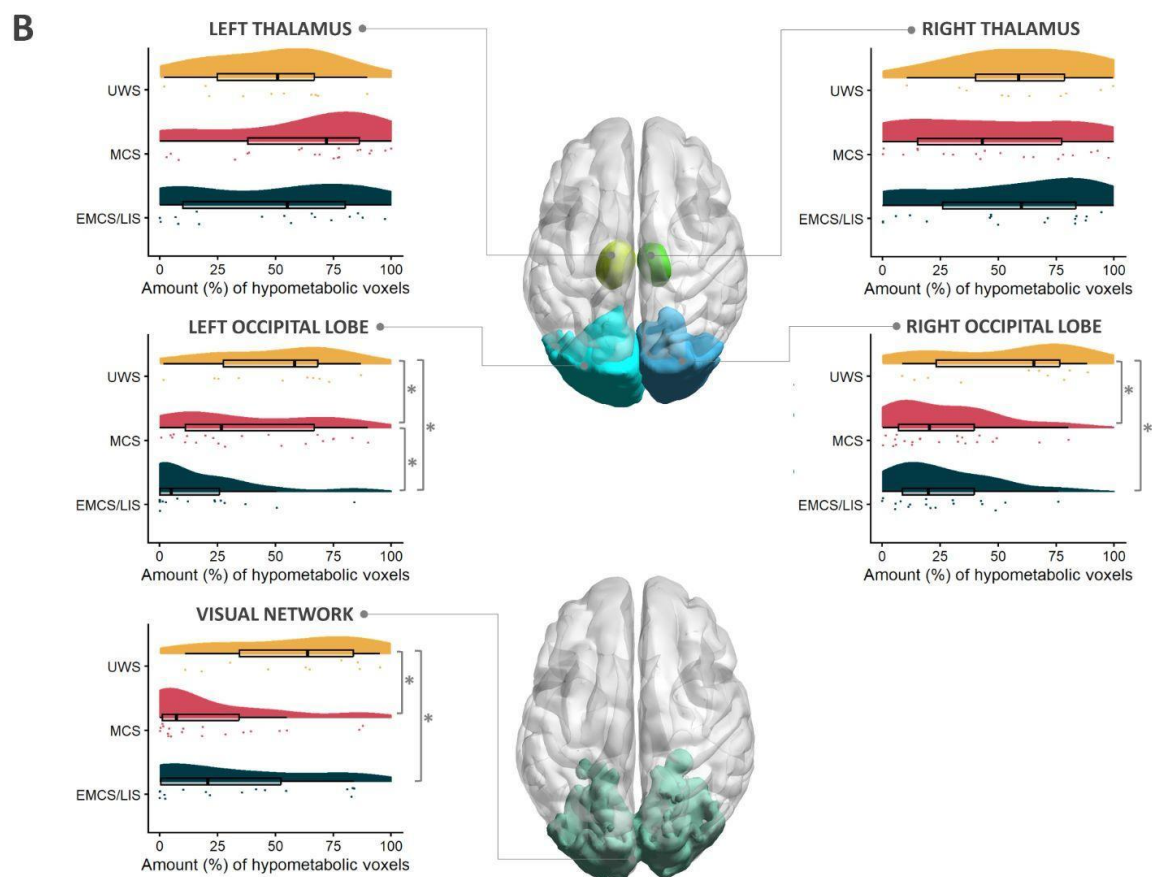 B
LEFT THALAMUS
UWS
MCS
EMCS/LIS
0 25 50 75 100
Amount (%) of hypometabolic voxels
RIGHT THALAMUS
UWS
MCS
EMCS/LIS
0 25 50 75 100
Amount (%) of hypometabolic voxels
LEFT OCCIPITAL LOBE
UWS
MCS
EMCS/LIS
*
*
*
0 25 50 75 100
Amount (%) of hypometabolic voxels
RIGHT OCCIPITAL LOBE
UWS
MCS
EMCS/LIS
*
*
0 25 50 75 100
Amount (%) of hypometabolic voxels
VISUAL NETWORK
UWS
MCS
EMCS/LIS
*
*
0 25 50 75 100
Amount (%) of hypometabolic voxels